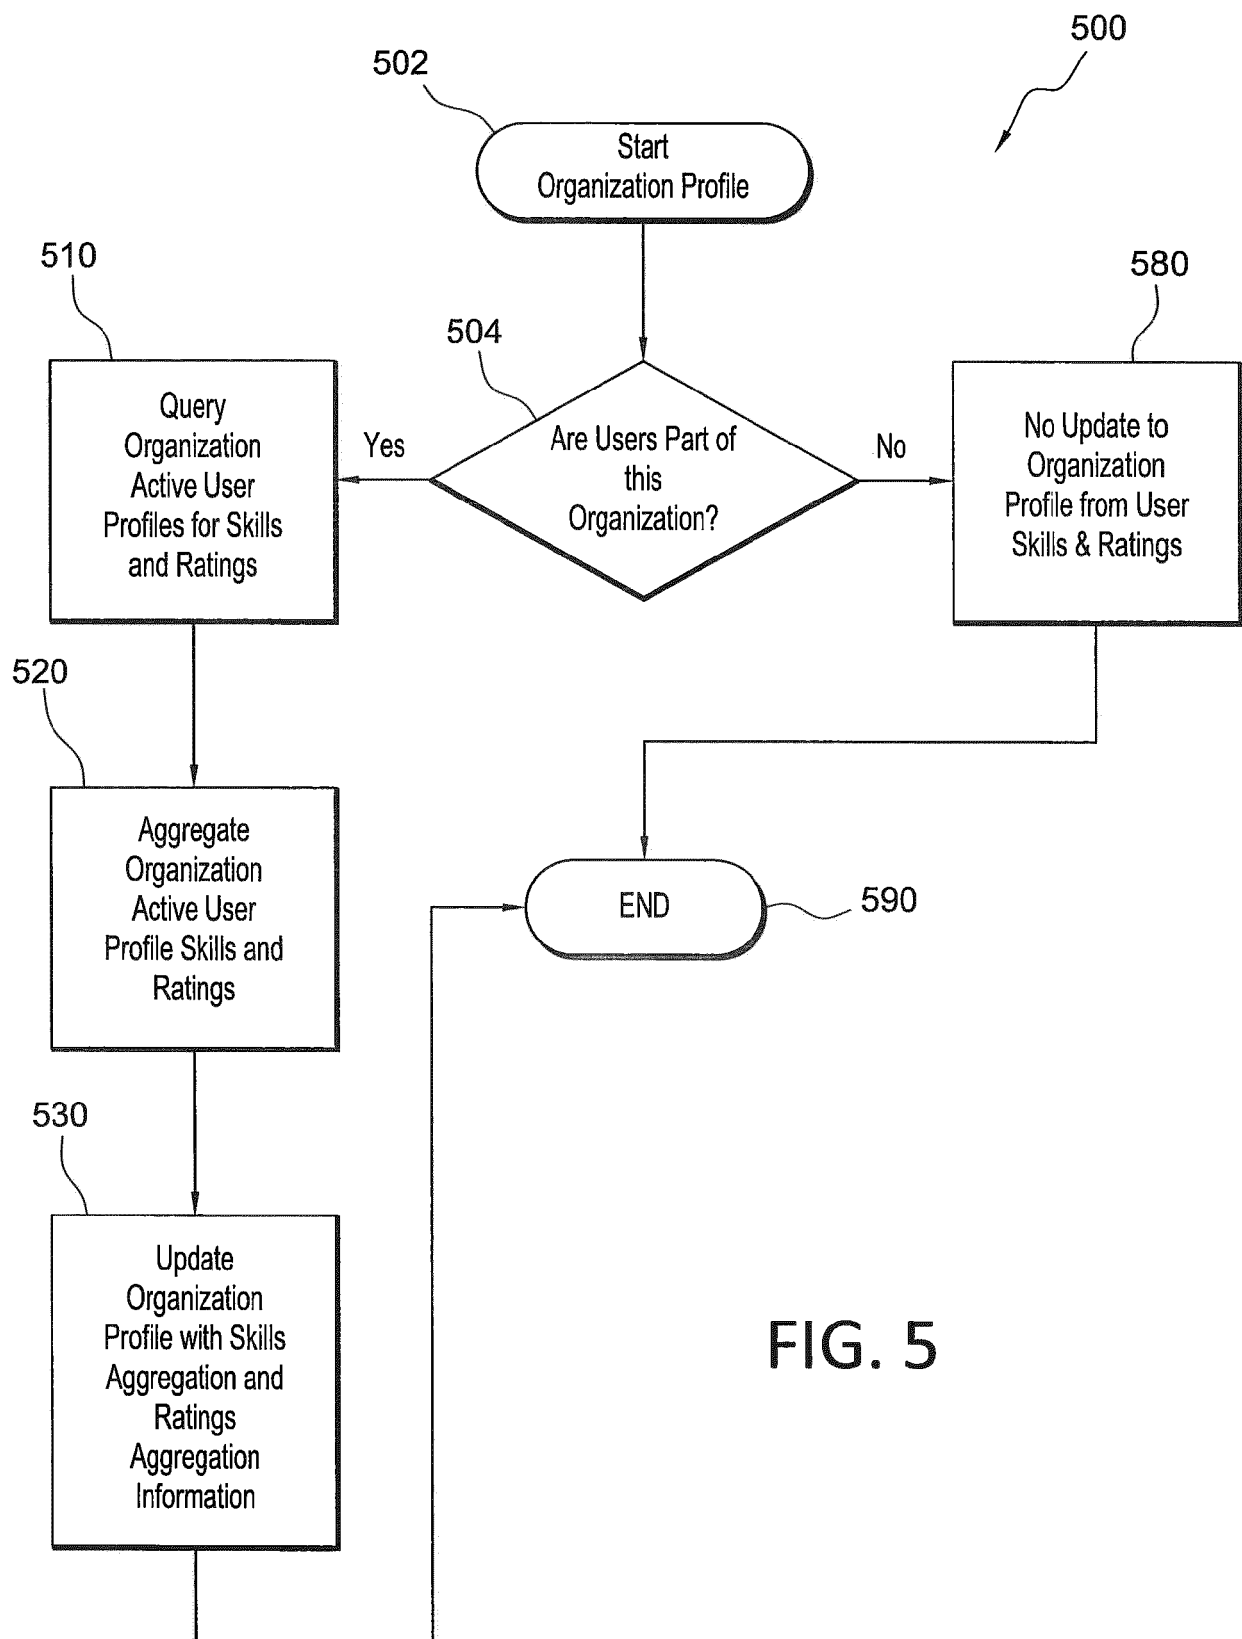 500
502
Start
Organization Profile
510
580
504
Query
Organization
Active User
Profiles for Skills
and Ratings
Yes
Are Users Part of
this
Organization?
No
No Update to
Organization
Profile from User
Skills & Ratings
520
Aggregate
Organization
Active User
Profile Skills and
Ratings
END
590
530
Update
Organization
Profile with Skills
Aggregation and
Ratings
Aggregation
Information
FIG. 5